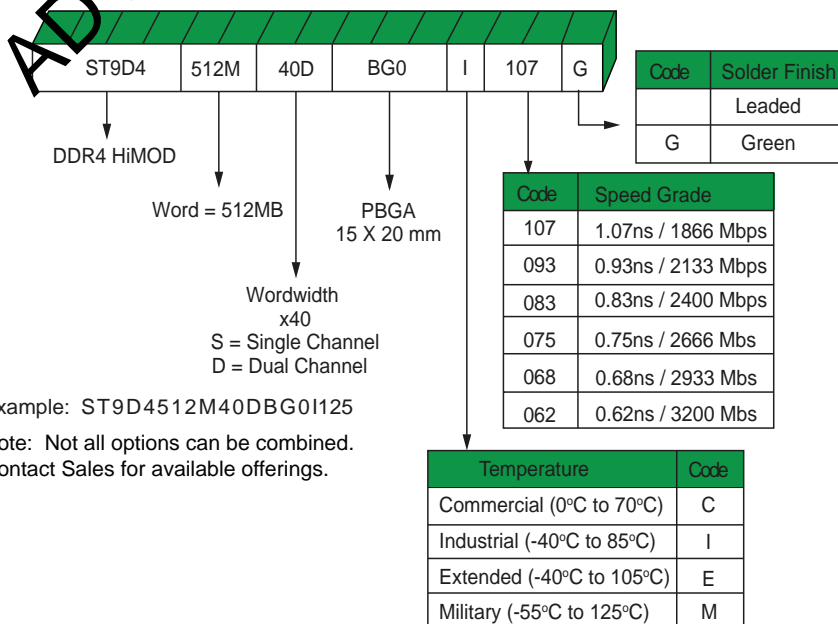 AD
ST9D4 512M 40D BG0 I 107 G
Code Solder Finish
Leaded
G Green
DDR4 HiMOD
Word = 512MB
PBGA
15 X 20 mm
Wordwidth
x40
S = Single Channel
D = Dual Channel
Code Speed Grade
107 1.07ns / 1866 Mbps
093 0.93ns / 2133 Mbps
083 0.83ns / 2400 Mbps
075 0.75ns / 2666 Mbs
068 0.68ns / 2933 Mbs
062 0.62ns / 3200 Mbs
xample: ST9D4512M40DBG0I125
ote: Not all options can be combined.
ontact Sales for available offerings.
Temperature Code
Commercial (0°C to 70°C) C
Industrial (-40°C to 85°C) I
Extended (-40°C to 105°C) E
Military (-55°C to 125°C) M